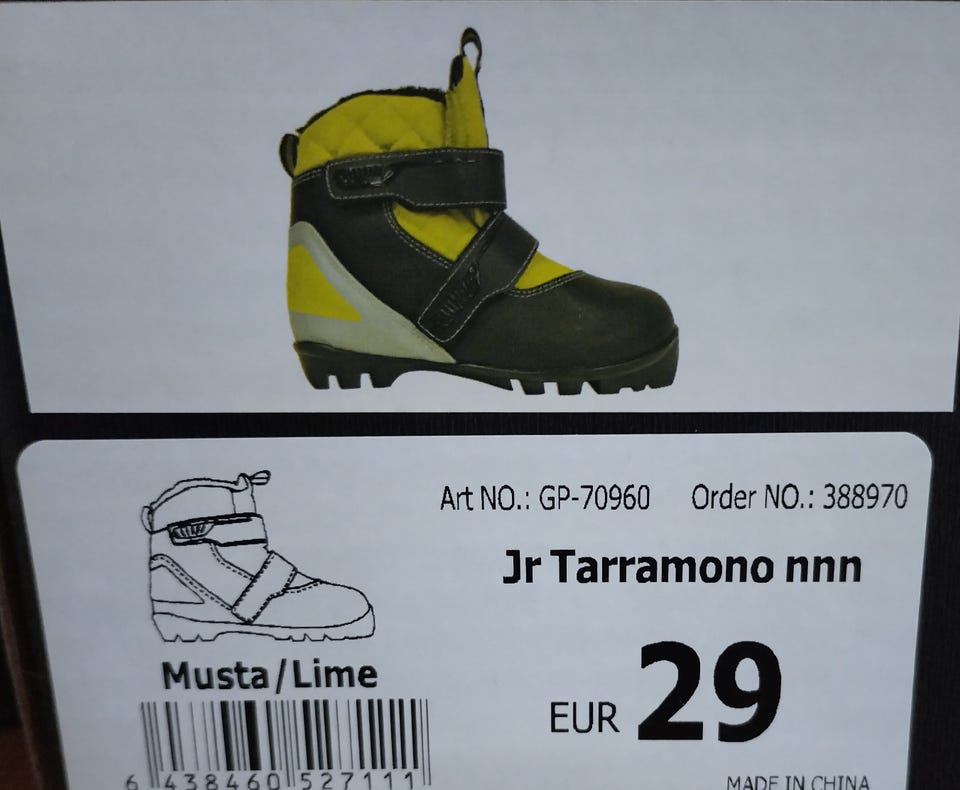 Art NO.: GP-70960 Order NO.: 388970
Jr Tarramono nnn
Musta/Lime
EUR 29
6 438460 527111
MADE IN CHINA